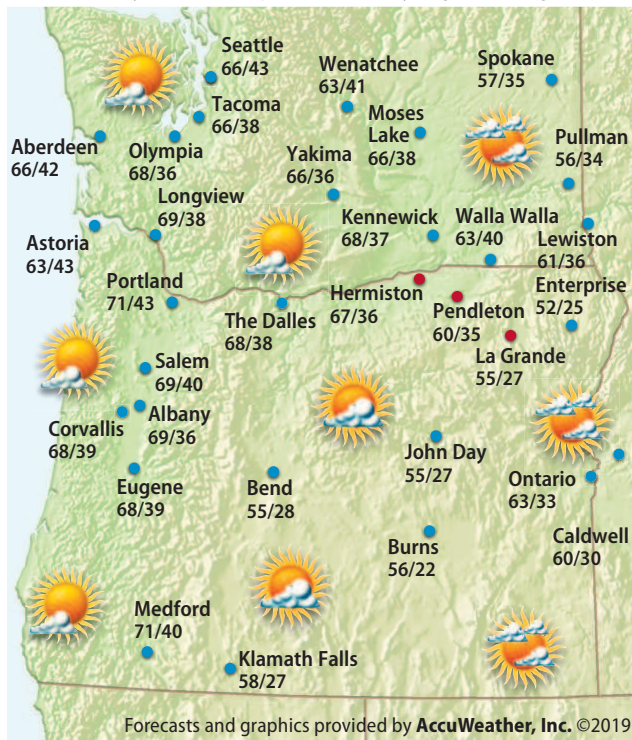 Seattle
66/43
Wenatchee
63/41
Spokane
57/35
Tacoma
66/38
Moses
Lake
66/38
Aberdeen
66/42
Olympia
68/36
Yakima
66/36
Pullman
56/34
Longview
69/38
Kennewick
68/37
Walla Walla
63/40
Lewiston
61/36
Astoria
63/43
Portland
71/43
The Dalles
68/38
Hermiston
67/36
Pendleton
60/35
Enterprise
52/25
La Grande
55/27
Salem
69/40
Albany
69/36
Corvallis
68/39
John Day
55/27
Ontario
63/33
Eugene
68/39
Bend
55/28
Caldwell
60/30
Burns
56/22
Medford
71/40
Klamath Falls
58/27
Forecasts and graphics provided by AccuWeather, Inc. ©2019